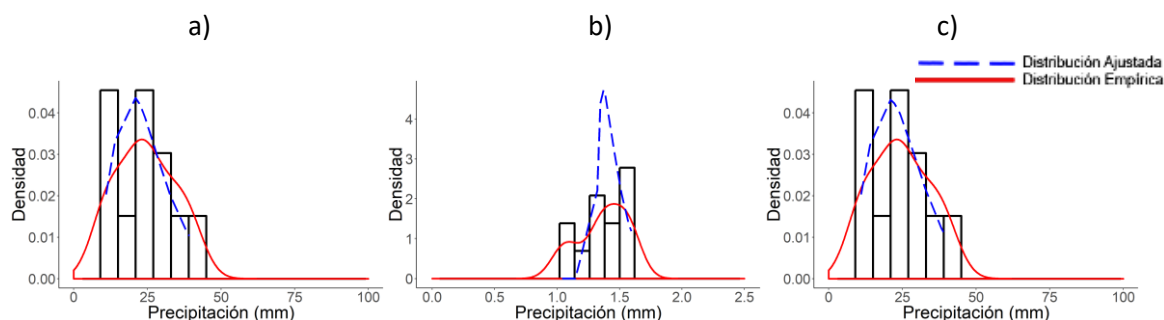 a)
b)
c)
Distribución Ajustada
Distribución Empírica
Densidad
0.04
0.03
0.02
0.01
0.00
0
25
50
75
100
Precipitación (mm)
Densidad
4
2
0
0.0
0.5
1.0
1.5
2.0
2.5
Precipitación (mm)
Densidad
0.04
0.03
0.02
0.01
0.00
0
25
50
75
100
Precipitación (mm)